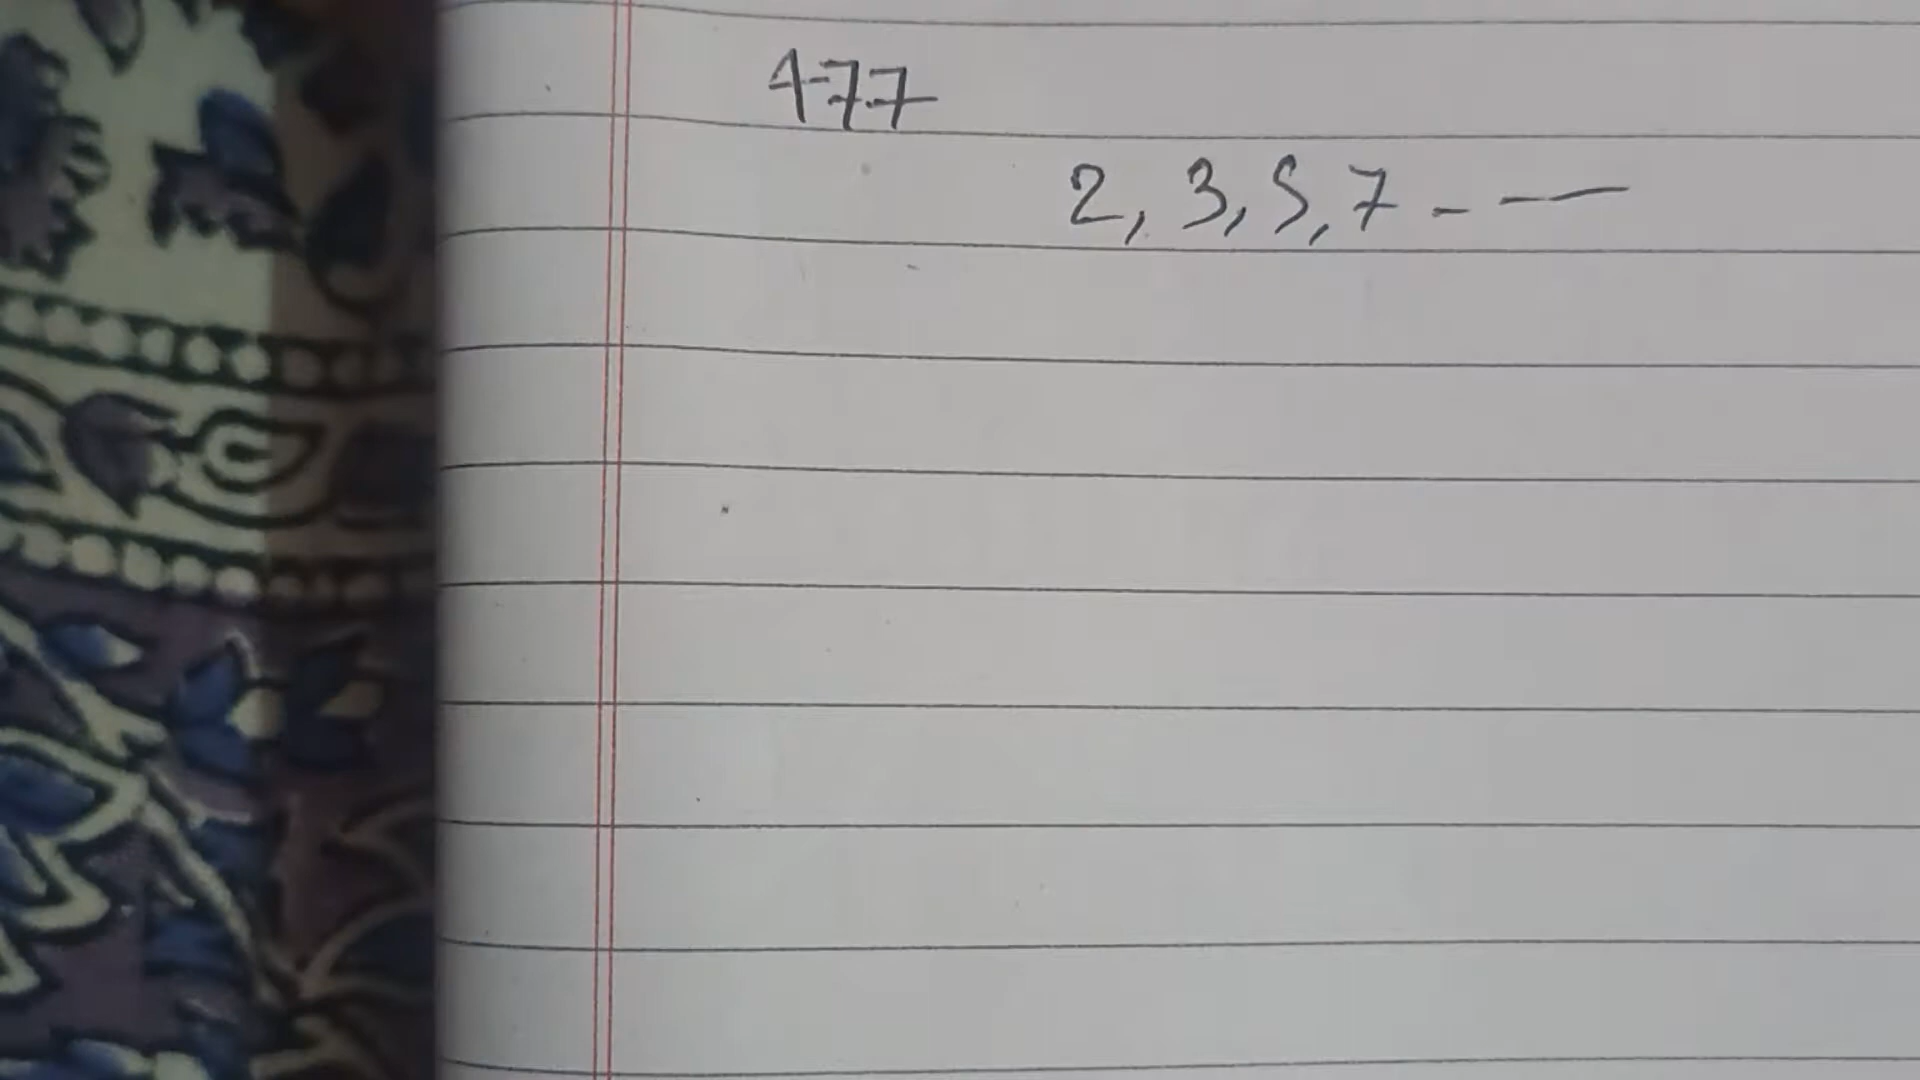 477
2, 3, 5, 7 - —